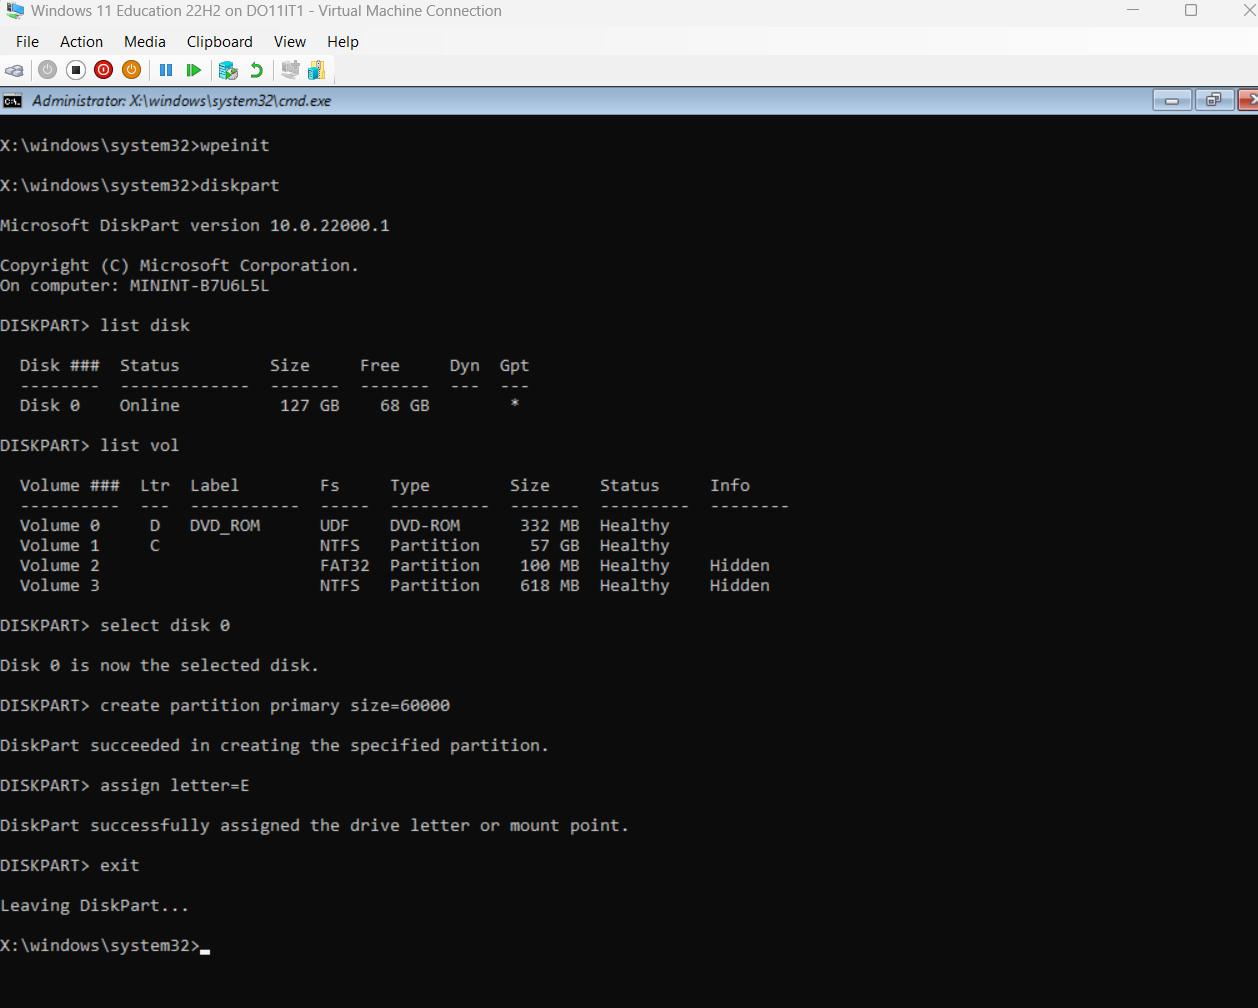 Windows 11 Education 22H2 on DO11IT1 - Virtual Machine Connection
File Action Media Clipboard View Help
Administrator: X:\windows\system32\cmd.exe
X:\windows\system32>wpeinit
X:\windows\system32>diskpart
Microsoft DiskPart version 10.0.22000.1
Copyright (C) Microsoft Corporation.
On computer: MININT-B7U6L5L
DISKPART> list disk
  Disk ###  Status         Size     Free     Dyn  Gpt
  --------  -------------  -------  -------  ---  ---
  Disk 0    Online          127 GB    68 GB        *
DISKPART> list vol
  Volume ###  Ltr  Label        Fs     Type        Size     Status     Info
  ----------  ---  -----------  -----  ----------  -------  ---------  --------
  Volume 0     D   DVD_ROM      UDF    DVD-ROM      332 MB  Healthy
  Volume 1     C                NTFS   Partition     57 GB  Healthy
  Volume 2                      FAT32  Partition    100 MB  Healthy    Hidden
  Volume 3                      NTFS   Partition    618 MB  Healthy    Hidden
DISKPART> select disk 0
Disk 0 is now the selected disk.
DISKPART> create partition primary size=60000
DiskPart succeeded in creating the specified partition.
DISKPART> assign letter=E
DiskPart successfully assigned the drive letter or mount point.
DISKPART> exit
Leaving DiskPart...
X:\windows\system32>